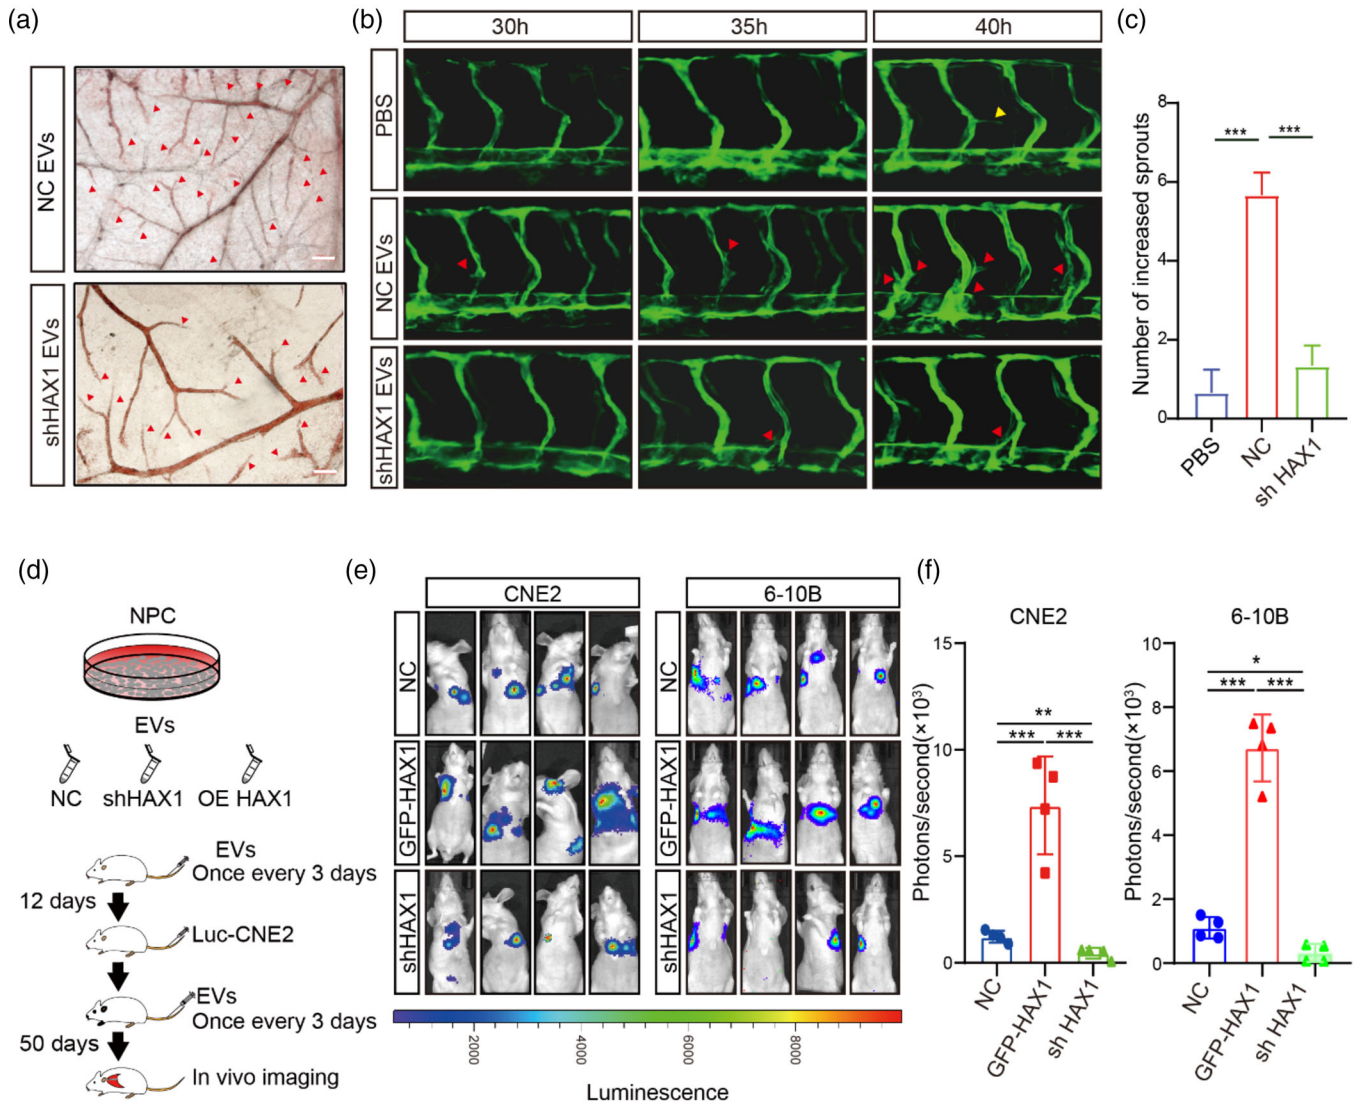 (a)
NC EVs
shHAX1 EVs
(b)
30h
35h
40h
PBS
NC EVs
shHAX1 EVs
(c)
Number of increased sprouts
8
6
4
2
0
***
***
PBS
NC
sh HAX1
(d)
NPC
EVs
NC
shHAX1
OE HAX1
EVs
Once every 3 days
12 days
Luc-CNE2
EVs
Once every 3 days
50 days
In vivo imaging
(e)
CNE2
6-10B
NC
GFP-HAX1
shHAX1
NC
GFP-HAX1
shHAX1
2000
4000
6000
8000
Luminescence
(f)
CNE2
Photons/second(×10³)
15
10
5
0
**
***
***
NC
GFP-HAX1
sh HAX1
6-10B
Photons/second(×10³)
10
8
6
4
2
0
*
***
***
NC
GFP-HAX1
sh HAX1